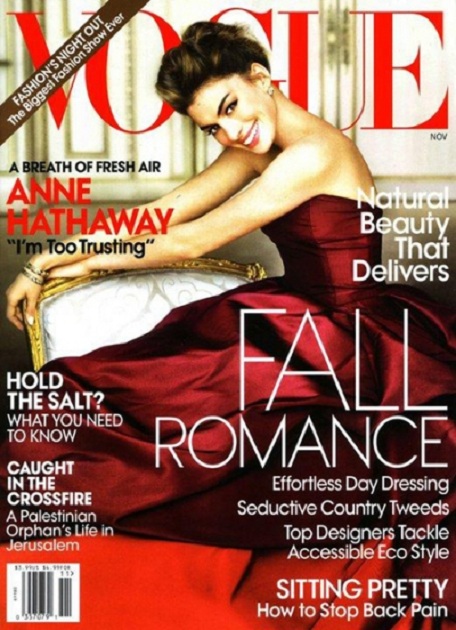 FASHION'S NIGHT OUT
The Biggest Fashion Show Ever
VOGUE
NOV
A BREATH OF FRESH AIR
ANNE
HATHAWAY
"I'm Too Trusting"
Natural
Beauty
That
Delivers
FALL
ROMANCE
Effortless Day Dressing
Seductive Country Tweeds
Top Designers Tackle
Accessible Eco Style
HOLD
THE SALT?
WHAT YOU NEED
TO KNOW
CAUGHT
IN THE
CROSSFIRE
A Palestinian
Orphan's Life in
Jerusalem
SITTING PRETTY
How to Stop Back Pain